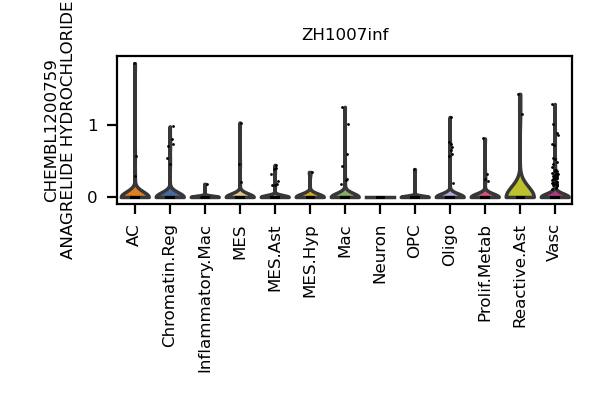 ZH1007inf
CHEMBL1200759
ANAGRELIDE HYDROCHLORIDE
1
0
AC
Chromatin.Reg
Inflammatory.Mac
MES
MES.Ast
MES.Hyp
Mac
Neuron
OPC
Oligo
Prolif.Metab
Reactive.Ast
Vasc